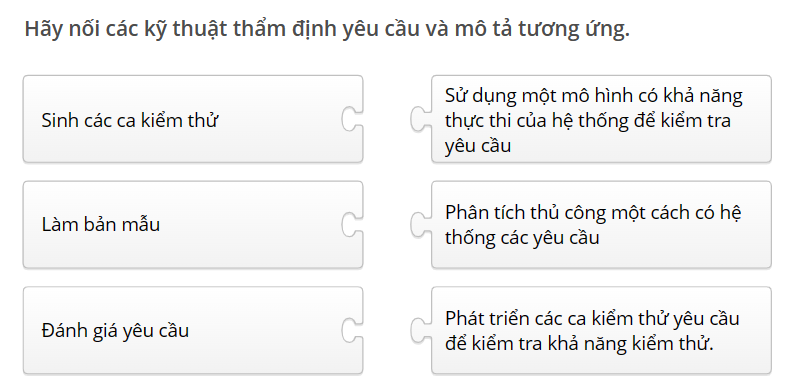 Hãy nối các kỹ thuật thẩm định yêu cầu và mô tả tương ứng.
Sinh các ca kiểm thử
Sử dụng một mô hình có khả năng
thực thi của hệ thống để kiểm tra
yêu cầu
Làm bản mẫu
Phân tích thủ công một cách có hệ
thống các yêu cầu
Đánh giá yêu cầu
Phát triển các ca kiểm thử yêu cầu
để kiểm tra khả năng kiểm thử.